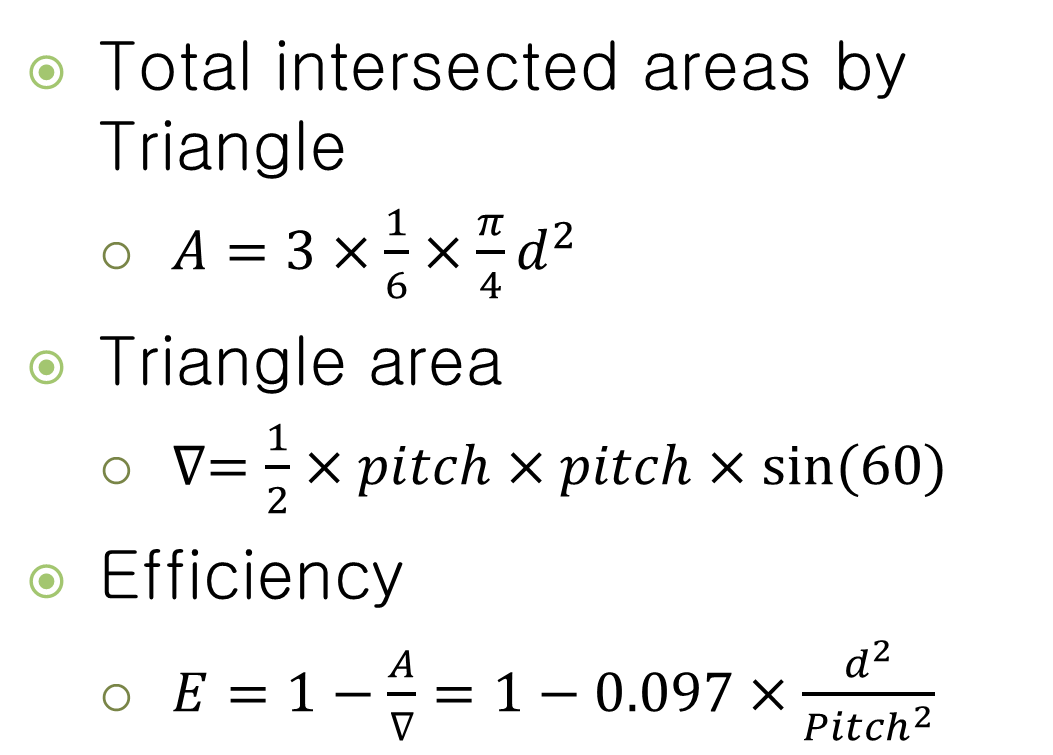 Total intersected areas by
Triangle
A = 3 × 1/6 × π/4 d²
Triangle area
∇= 1/2 × pitch × pitch × sin(60)
Efficiency
E = 1 − A/∇ = 1 − 0.097 × d²/Pitch²